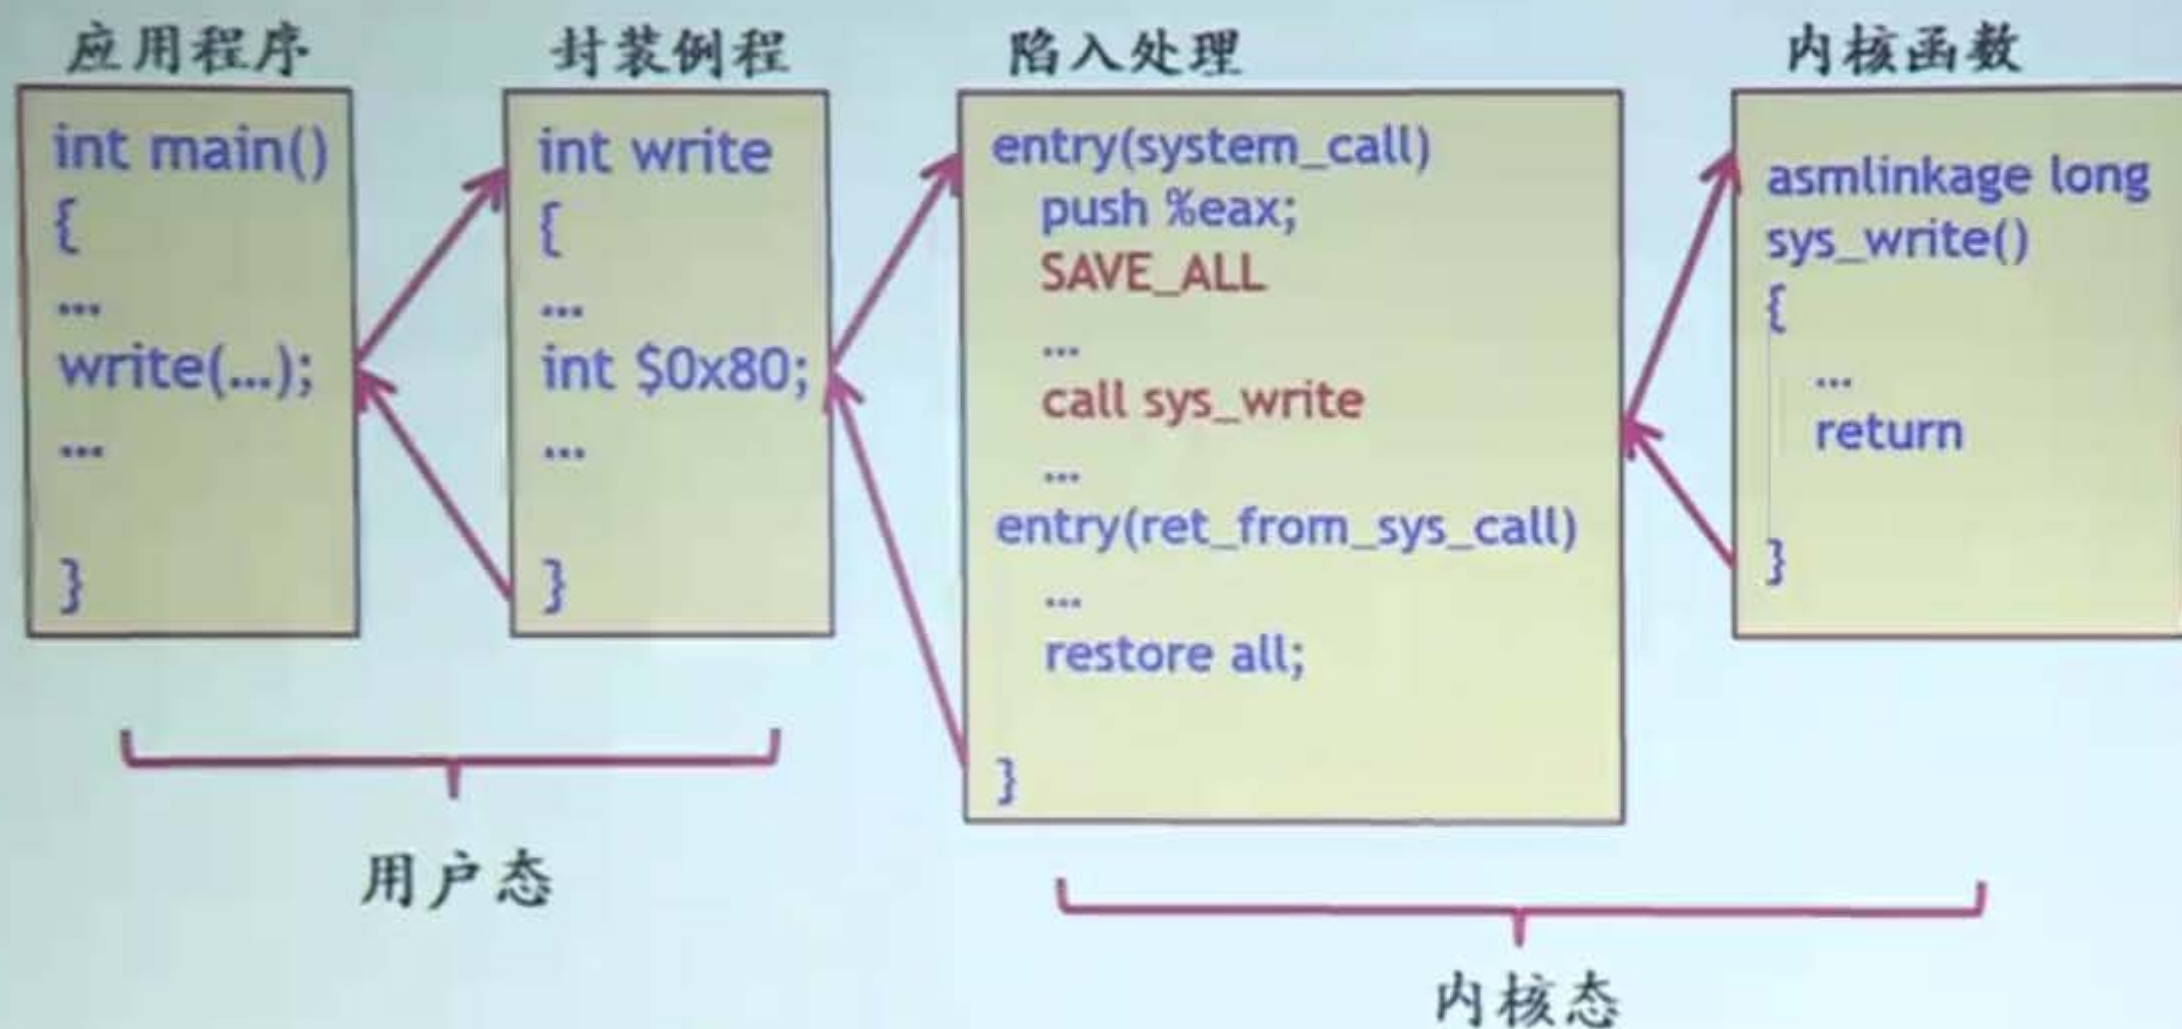 应用程序
int main()
{
...
write(...);
...
}
封装例程
int write
{
...
int $0x80;
...
}
陷入处理
entry(system_call)
push %eax;
SAVE_ALL
...
call sys_write
...
entry(ret_from_sys_call)
...
restore all;
}
内核函数
asmlinkage long
sys_write()
{
...
return
}
用户态
内核态